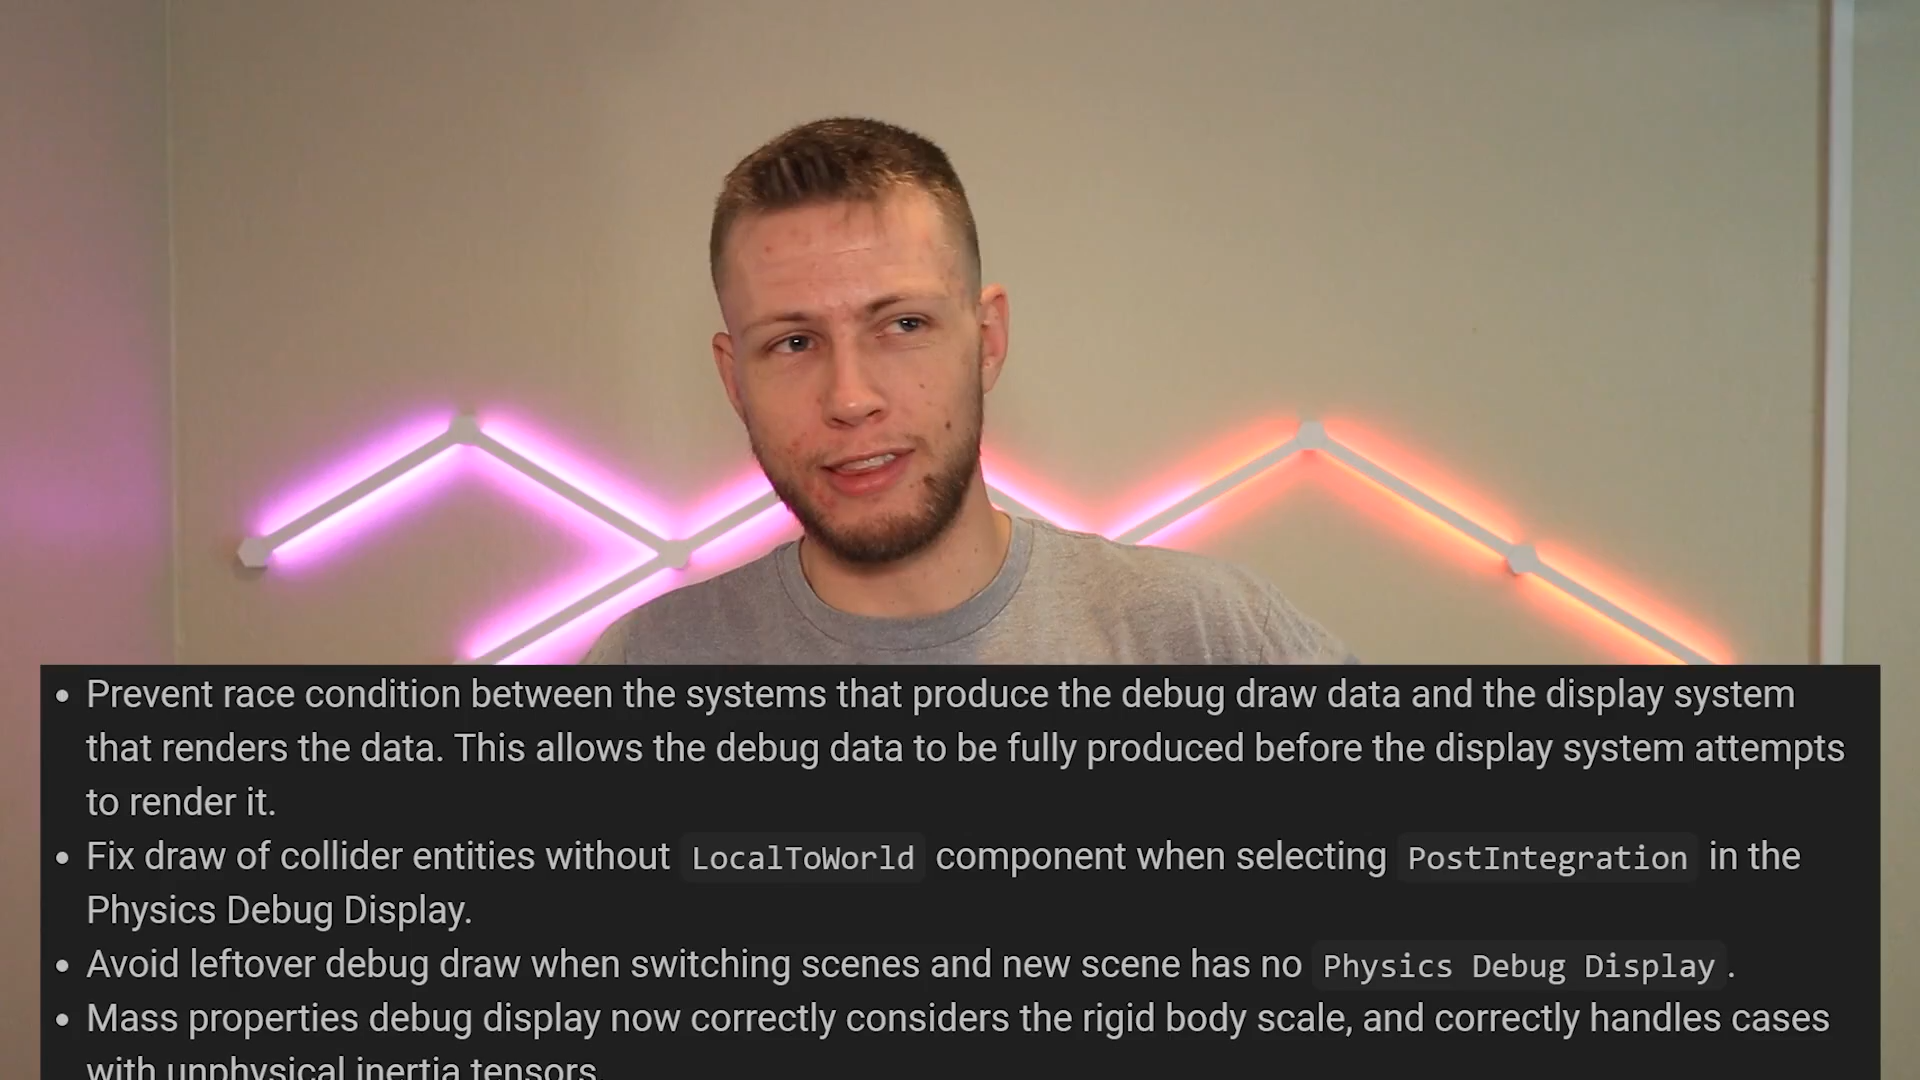 Prevent race condition between the systems that produce the debug draw data and the display system
that renders the data. This allows the debug data to be fully produced before the display system attempts
to render it.
Fix draw of collider entities without LocalToWorld component when selecting PostIntegration in the
Physics Debug Display.
Avoid leftover debug draw when switching scenes and new scene has no Physics Debug Display.
Mass properties debug display now correctly considers the rigid body scale, and correctly handles cases
with unphysical inertia tensors.